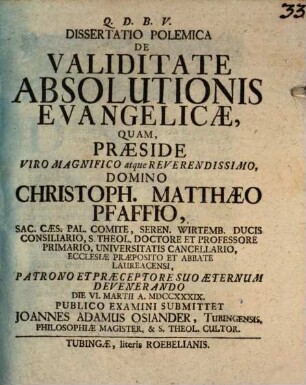 33
Q. D. B. V.
DISSERTATIO POLEMICA
DE
VALIDITATE
ABSOLUTIONIS
EVANGELICÆ,
QUAM,
PRÆSIDE
VIRO MAGNIFICO atque REVERENDISSIMO,
DOMINO
CHRISTOPH. MATTHÆO
PFAFFIO,
SAC. CÆS. PAL. COMITE, SEREN. WIRTEMB. DUCIS
CONSILIARIO, S. THEOL. DOCTORE ET PROFESSORE
PRIMARIO, UNIVERSITATIS CANCELLARIO,
ECCLESIÆ PRÆPOSITO ET ABBATE
LAUREACENSI,
PATRONO ET PRÆCEPTORE SUO ÆTERNUM
DEVENERANDO
DIE VI. MARTII A. MDCCXXXIX.
PUBLICO EXAMINI SUBMITTET
JOANNES ADAMUS OSIANDER, TUBINGENSIS,
PHILOSOPHIÆ MAGISTER, & S. THEOL. CULTOR.
TUBINGÆ, literis ROEBELIANIS.